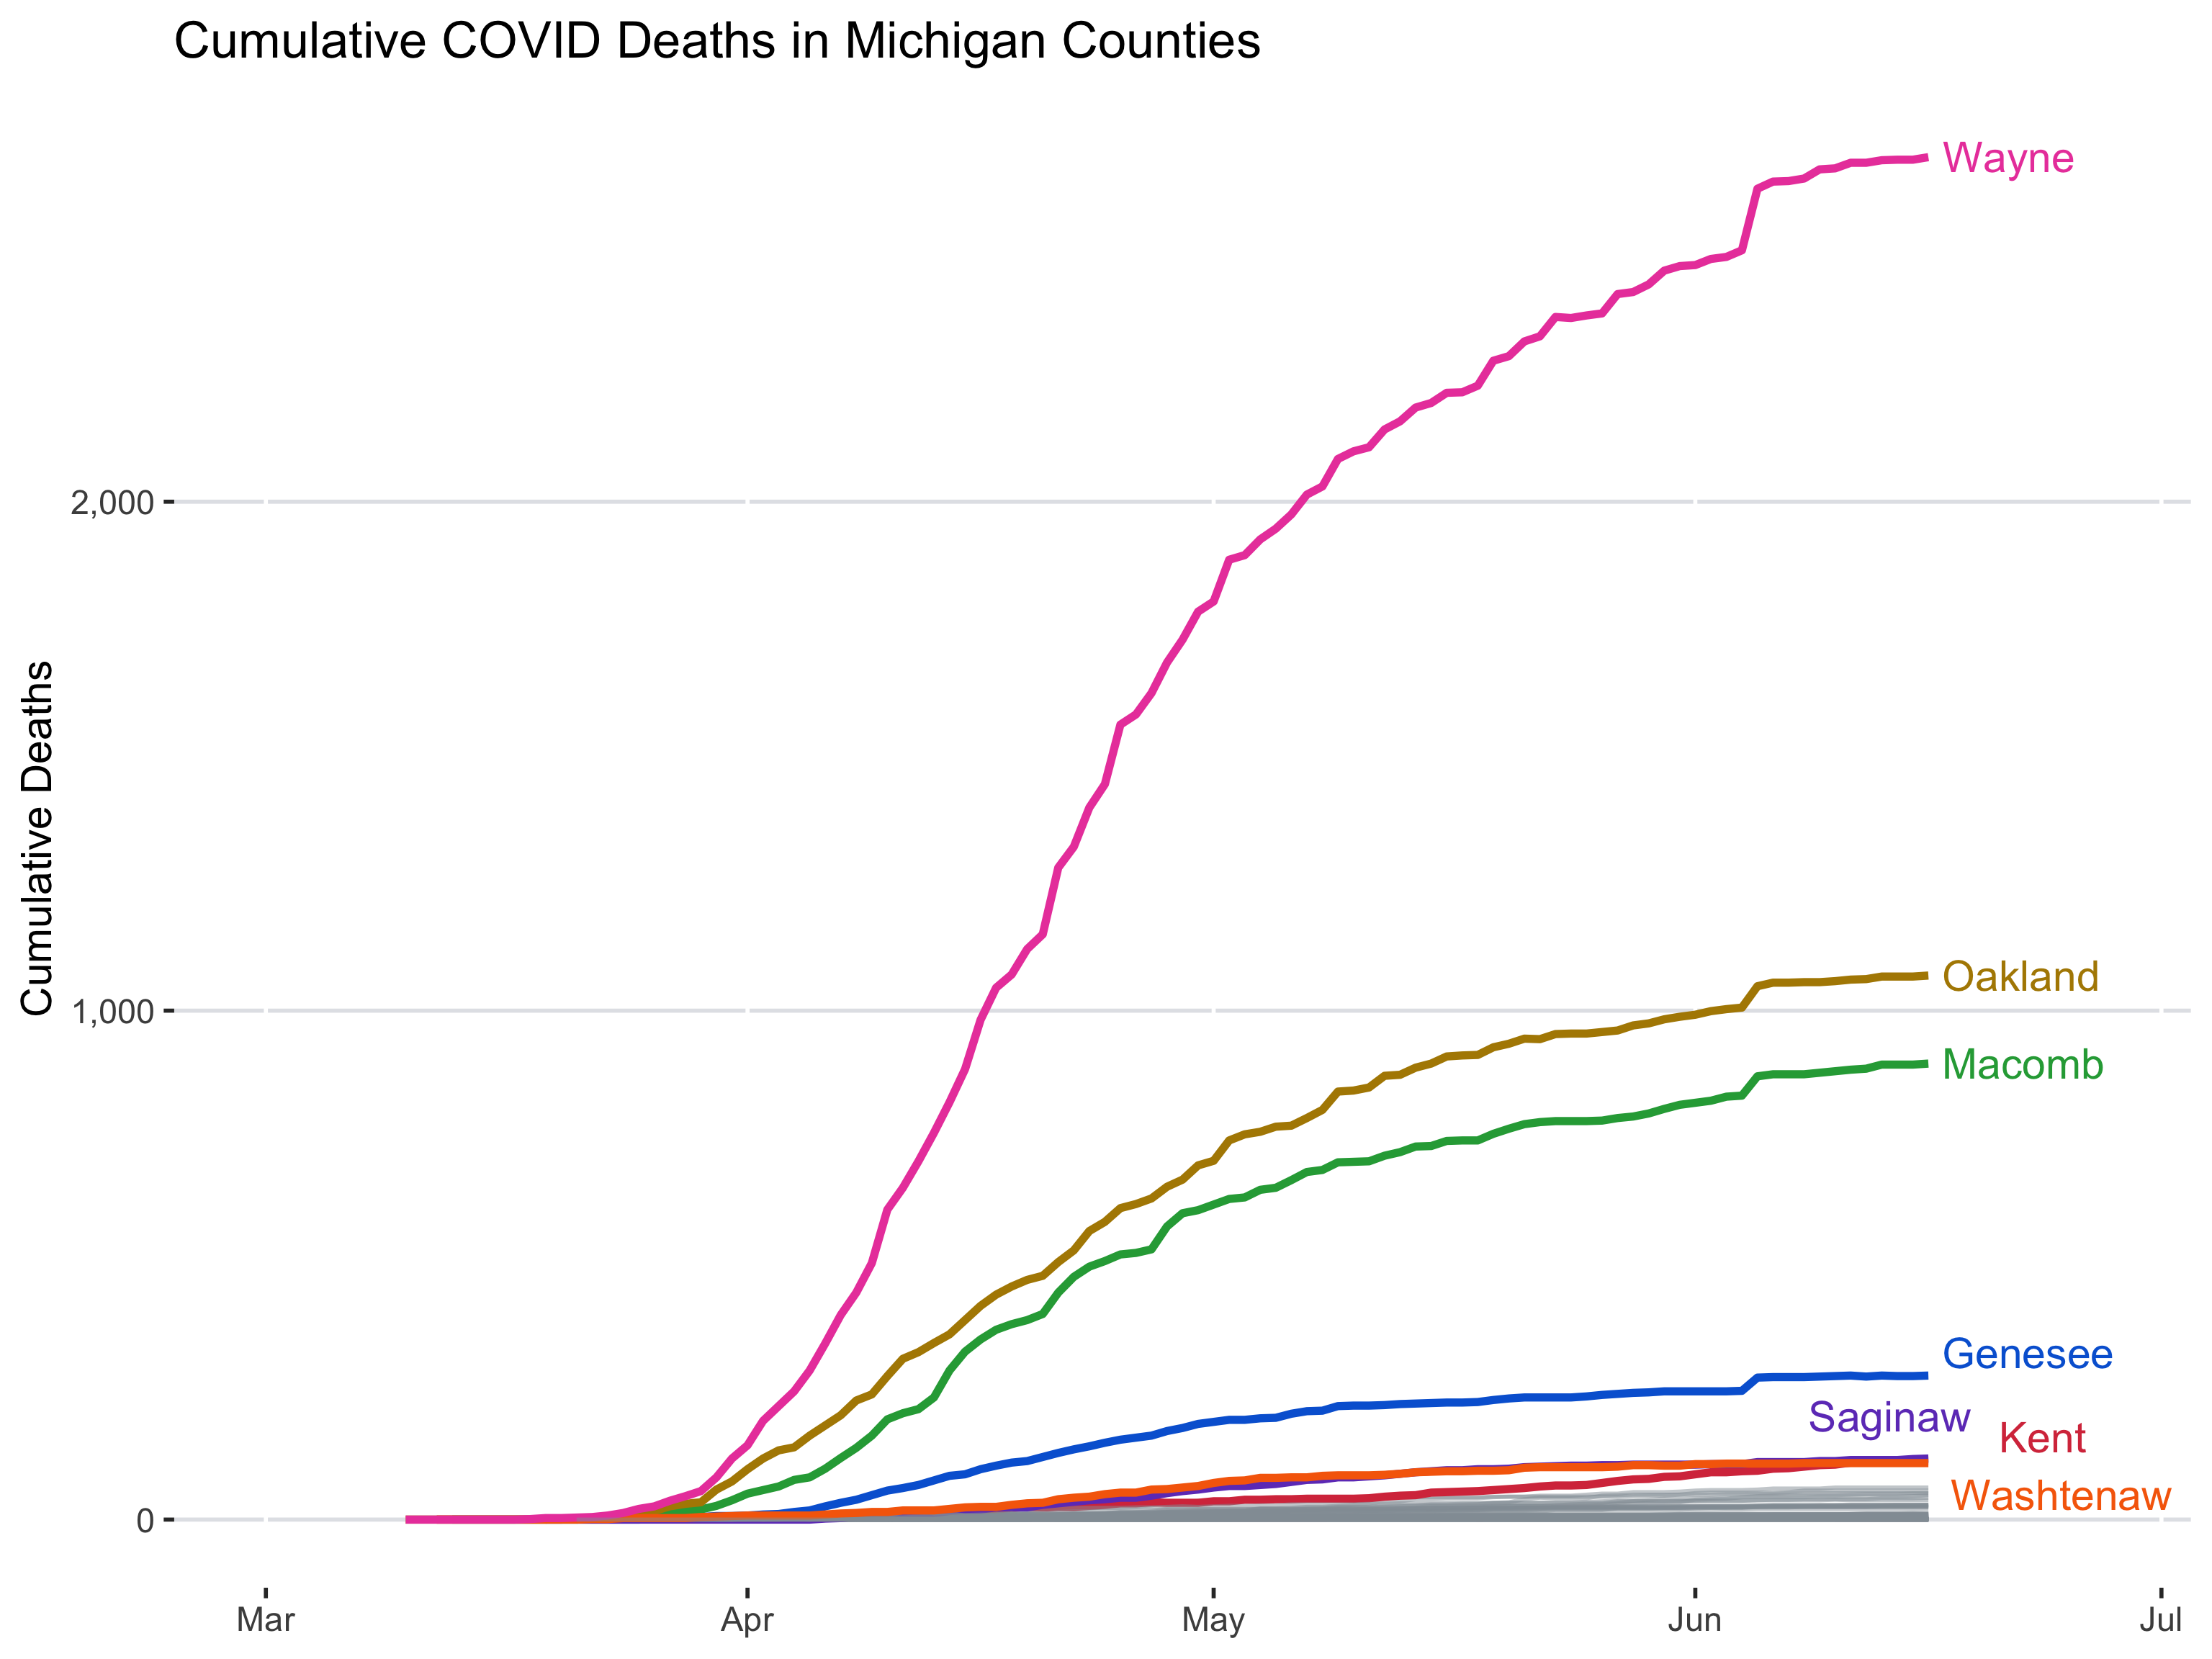 Cumulative COVID Deaths in Michigan Counties
Cumulative Deaths
2,000
1,000
0
Wayne
Oakland
Macomb
Genesee
Saginaw
Kent
Washtenaw
Mar Apr May Jun Jul